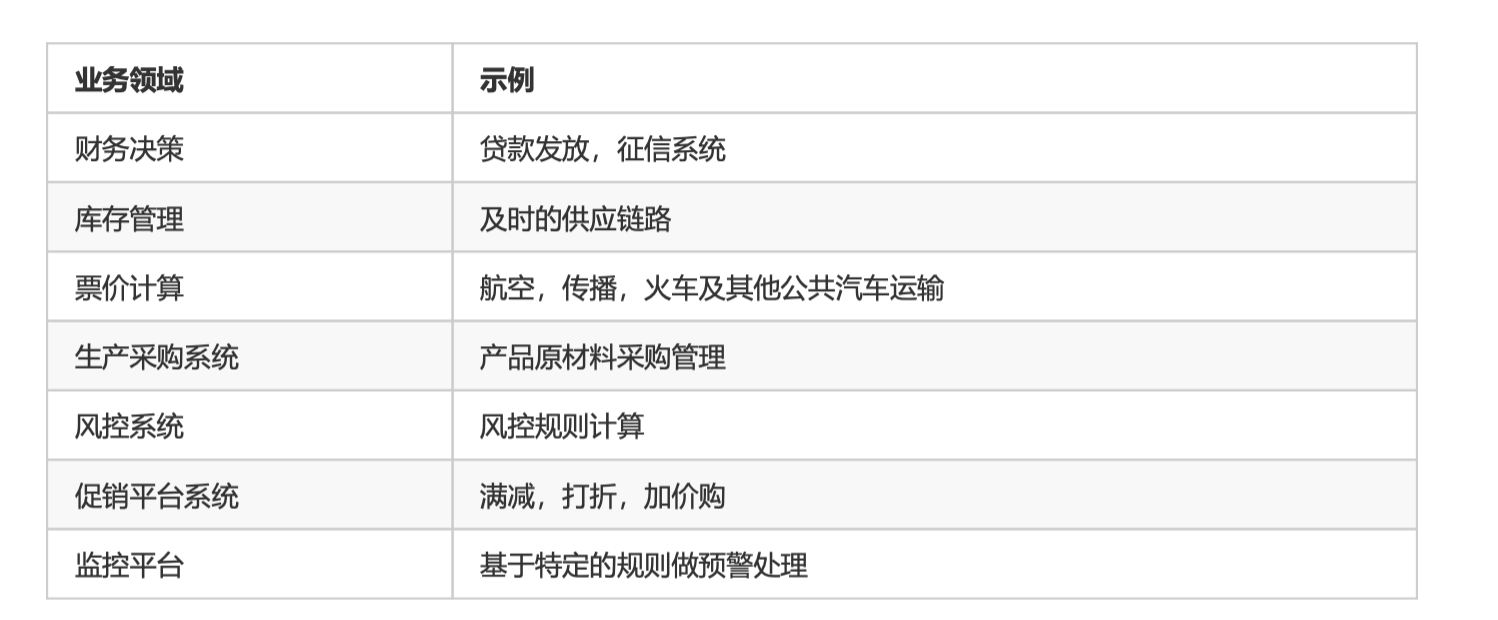 业务领域 示例
财务决策 贷款发放，征信系统
库存管理 及时的供应链路
票价计算 航空，传播，火车及其他公共汽车运输
生产采购系统 产品原材料采购管理
风控系统 风控规则计算
促销平台系统 满减，打折，加价购
监控平台 基于特定的规则做预警处理